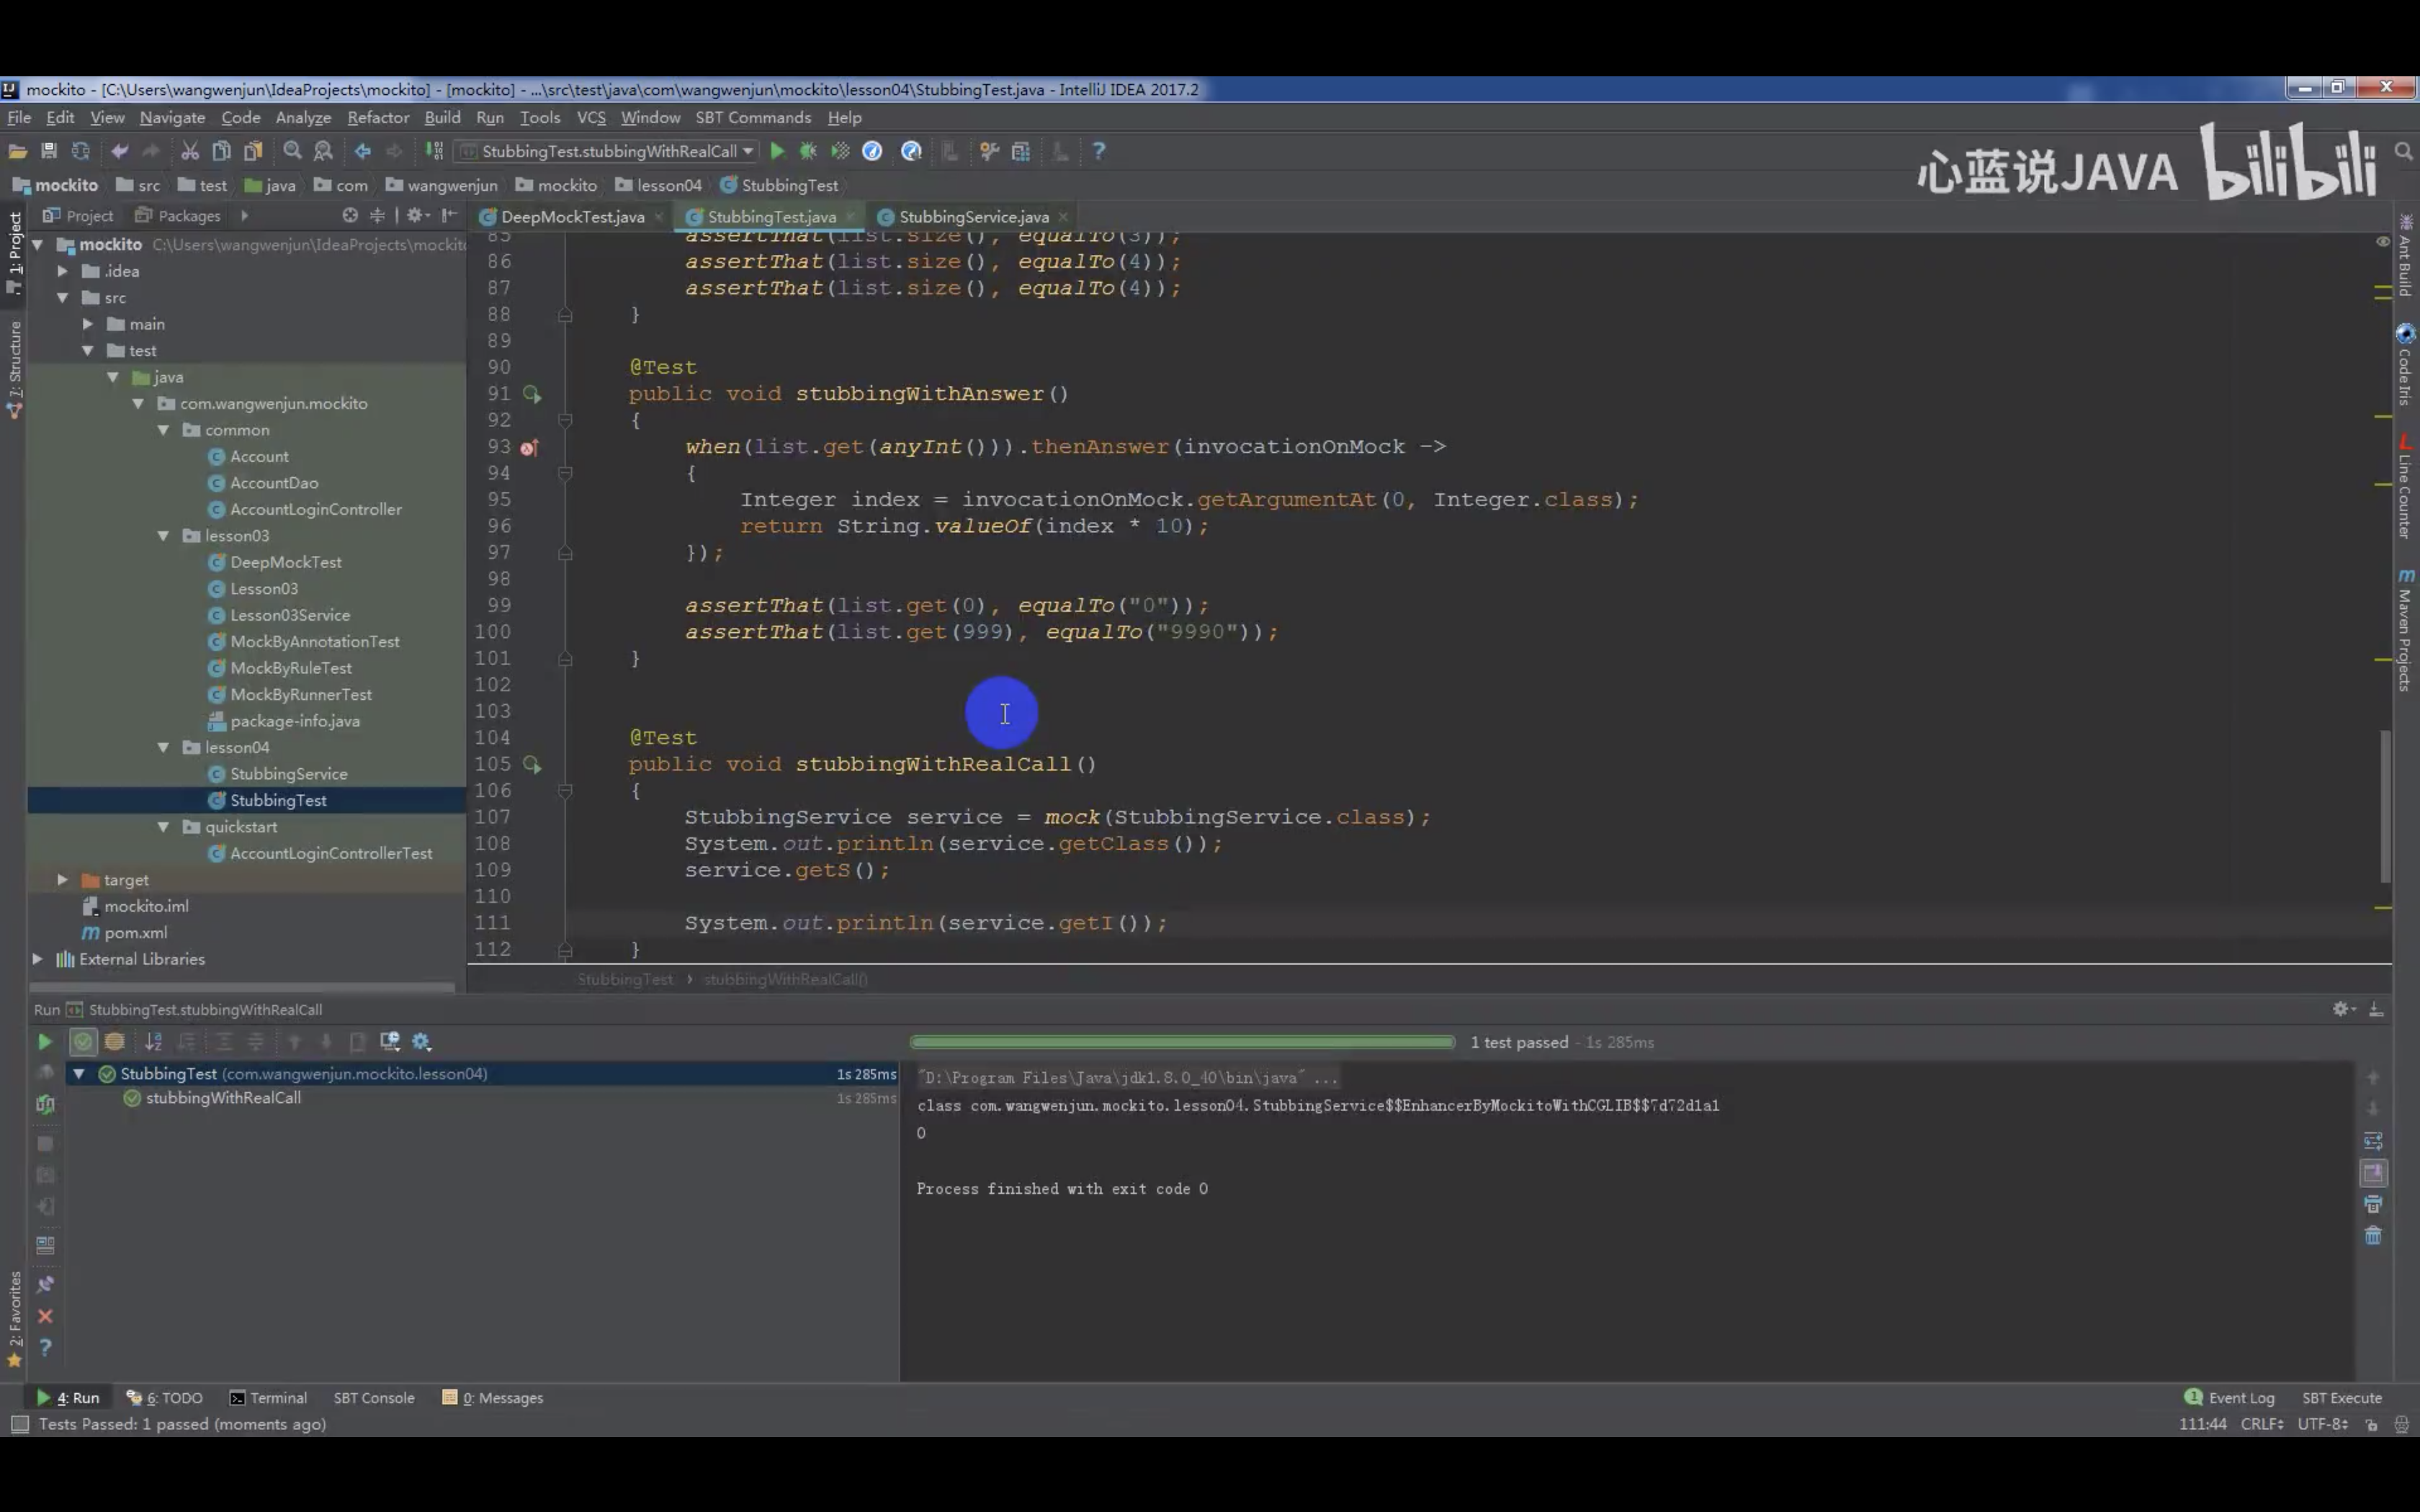 mockito - [C:\Users\wangwenjun\IdeaProjects\mockito] - [mockito] - ...\src\test\java\com\wangwenjun\mockito\lesson04\StubbingTest.java - IntelliJ IDEA 2017.2
File Edit View Navigate Code Analyze Refactor Build Run Tools VCS Window SBT Commands Help
StubbingTest.stubbingWithRealCall
心蓝说JAVA bilibili
mockito src test java com wangwenjun mockito lesson04 StubbingTest
Project Packages
DeepMockTest.java StubbingTest.java StubbingService.java
1: Project
7: Structure
2: Favorites
mockito C:\Users\wangwenjun\IdeaProjects\mockito
.idea
src
main
test
java
com.wangwenjun.mockito
common
Account
AccountDao
AccountLoginController
lesson03
DeepMockTest
Lesson03
Lesson03Service
MockByAnnotationTest
MockByRuleTest
MockByRunnerTest
package-info.java
lesson04
StubbingService
StubbingTest
quickstart
AccountLoginControllerTest
target
mockito.iml
pom.xml
External Libraries
85 assertThat(list.size(), equalTo(3));
86 assertThat(list.size(), equalTo(4));
87 assertThat(list.size(), equalTo(4));
88 }
89
90 @Test
91 public void stubbingWithAnswer()
92 {
93 when(list.get(anyInt())).thenAnswer(invocationOnMock ->
94 {
95 Integer index = invocationOnMock.getArgumentAt(0, Integer.class);
96 return String.valueOf(index * 10);
97 });
98
99 assertThat(list.get(0), equalTo("0"));
100 assertThat(list.get(999), equalTo("9990"));
101 }
102
103
104 @Test
105 public void stubbingWithRealCall()
106 {
107 StubbingService service = mock(StubbingService.class);
108 System.out.println(service.getClass());
109 service.getS();
110
111 System.out.println(service.getI());
112 }
StubbingTest › stubbingWithRealCall()
Ant Build
Code Iris
Line Counter
Maven Projects
Run StubbingTest.stubbingWithRealCall
1 test passed - 1s 285ms
StubbingTest (com.wangwenjun.mockito.lesson04) 1s 285ms
stubbingWithRealCall 1s 285ms
"D:\Program Files\Java\jdk1.8.0_40\bin\java" ...
class com.wangwenjun.mockito.lesson04.StubbingService$$EnhancerByMockitoWithCGLIB$$7d72d1a1
0
Process finished with exit code 0
4: Run 6: TODO Terminal SBT Console 0: Messages
1 Event Log SBT Execute
Tests Passed: 1 passed (moments ago)
111:44 CRLF UTF-8